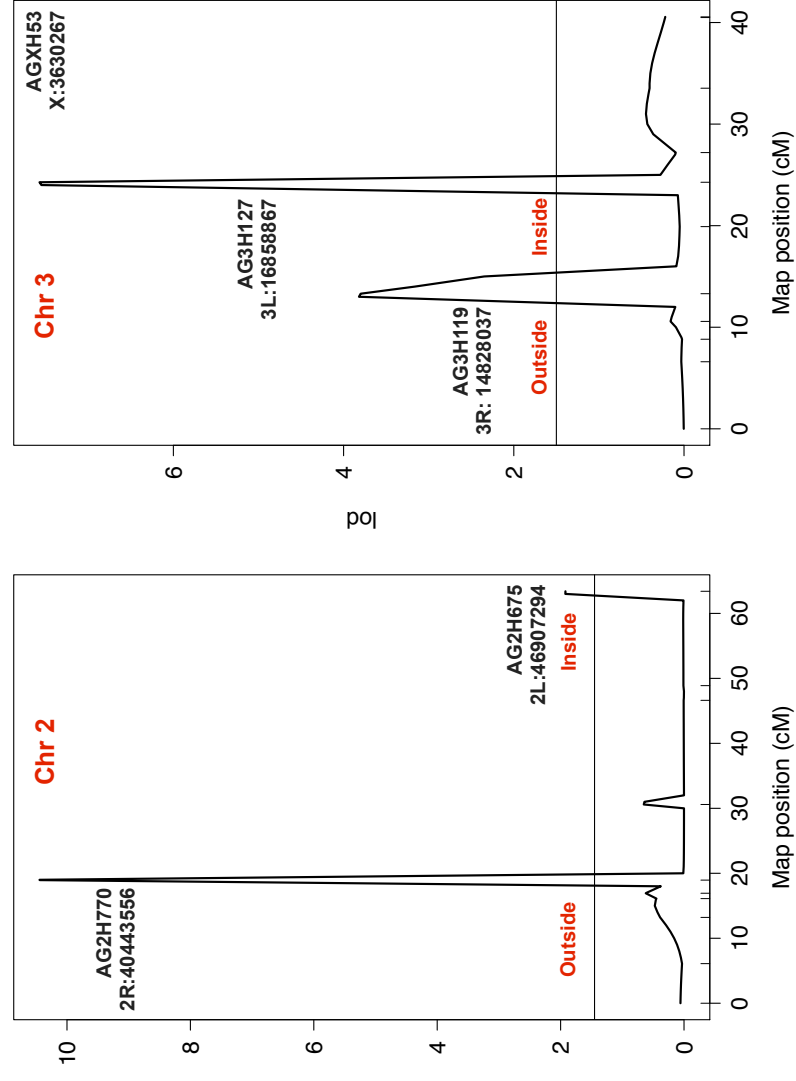 Chr 2
AG2H770
2R:40443556
Outside
AG2H675
2L:46907294
Inside
10
8
6
4
2
0
0
10
20
30
40
50
60
Map position (cM)
Chr 3
AGXH53
X:3630267
AG3H127
3L:16858867
AG3H119
3R: 14828037
Outside
Inside
lod
6
4
2
0
0
10
20
30
40
Map position (cM)